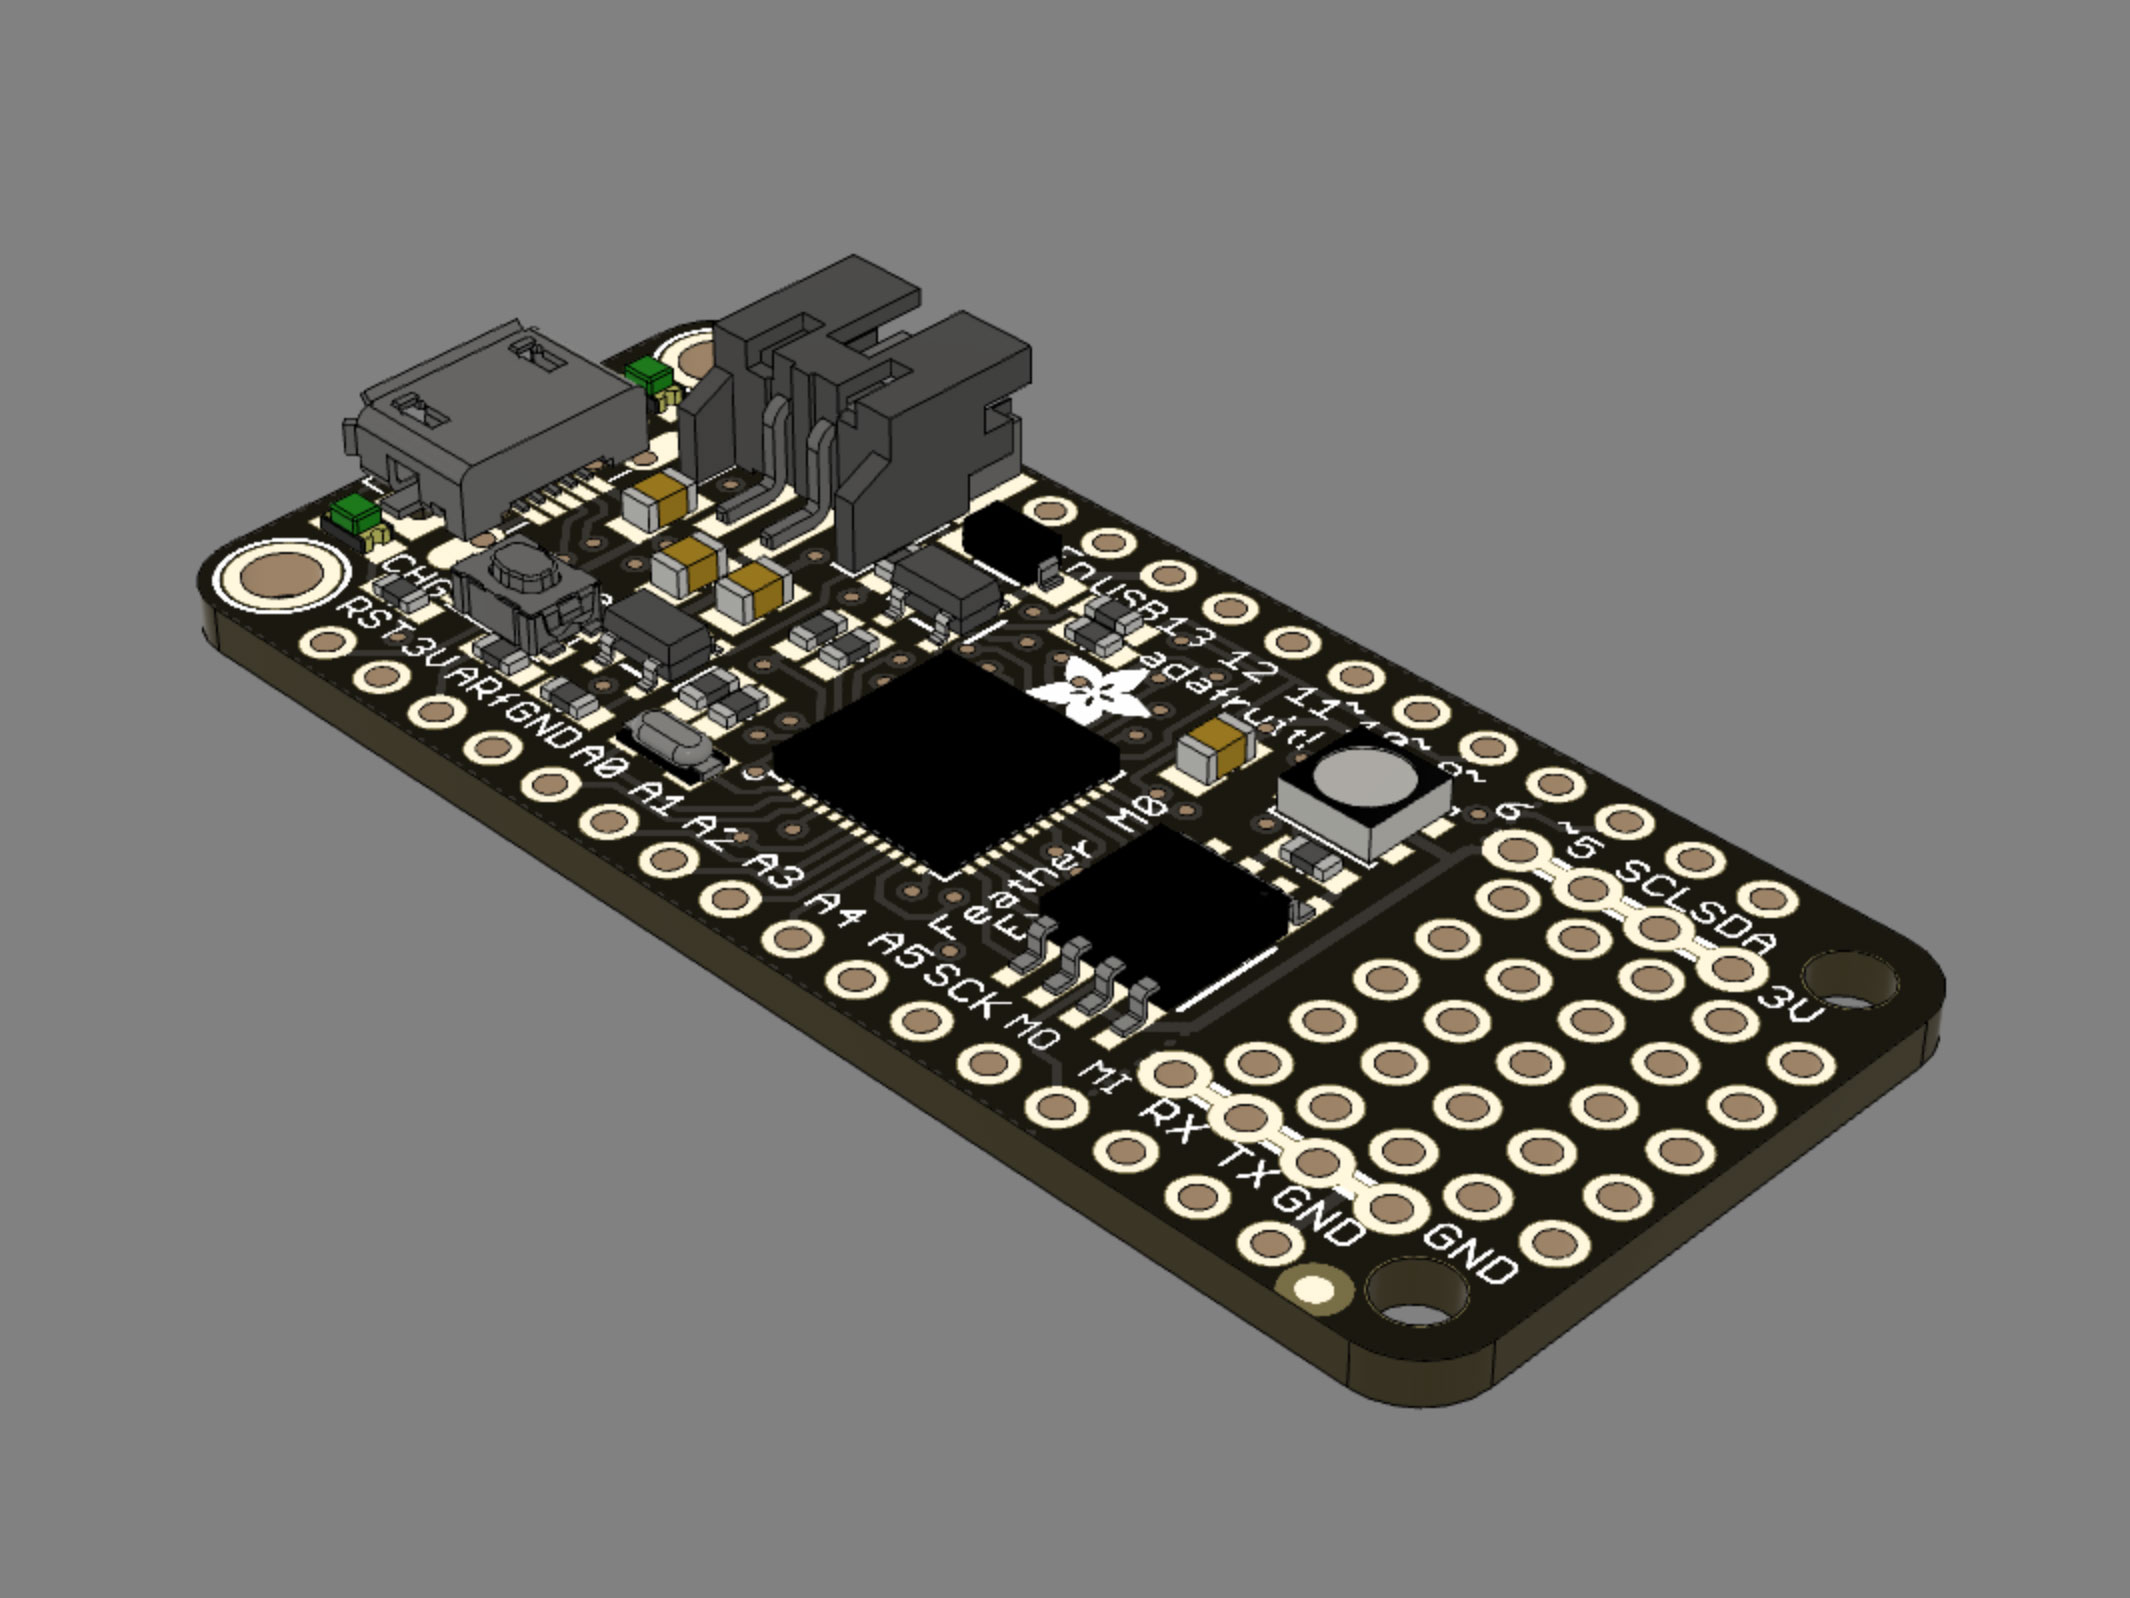 RST
3V
ARf
GND
A0
A1
A2
A3
A4
A5
SCK
MO
MI
RX
TX
GND
GND
USB
13
12
11~
6
~5
SCL
SDA
3V
adafruit!
Feather M0